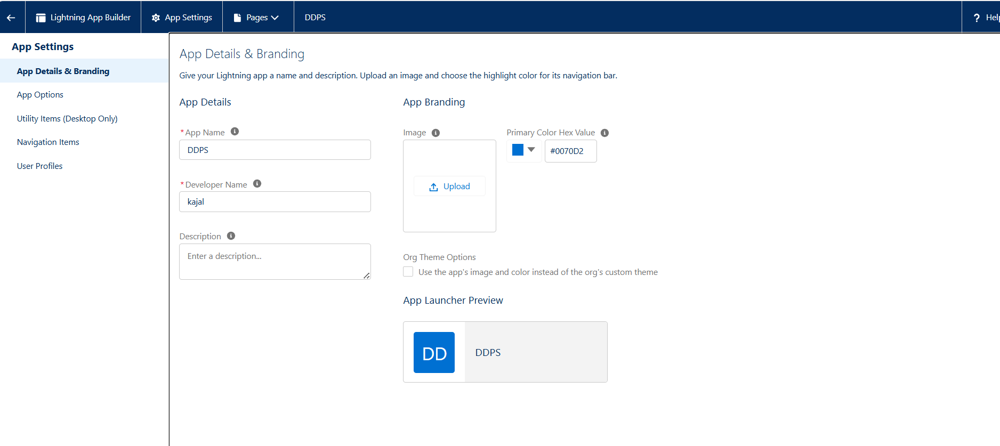 Lightning App Builder
App Settings
Pages
DDPS
? Help
App Settings
App Details & Branding
App Options
Utility Items (Desktop Only)
Navigation Items
User Profiles
App Details & Branding
Give your Lightning app a name and description. Upload an image and choose the highlight color for its navigation bar.
App Details
* App Name
DDPS
* Developer Name
kajal
Description
Enter a description...
App Branding
Image
Upload
Primary Color Hex Value
#0070D2
Org Theme Options
Use the app's image and color instead of the org's custom theme
App Launcher Preview
DD
DDPS